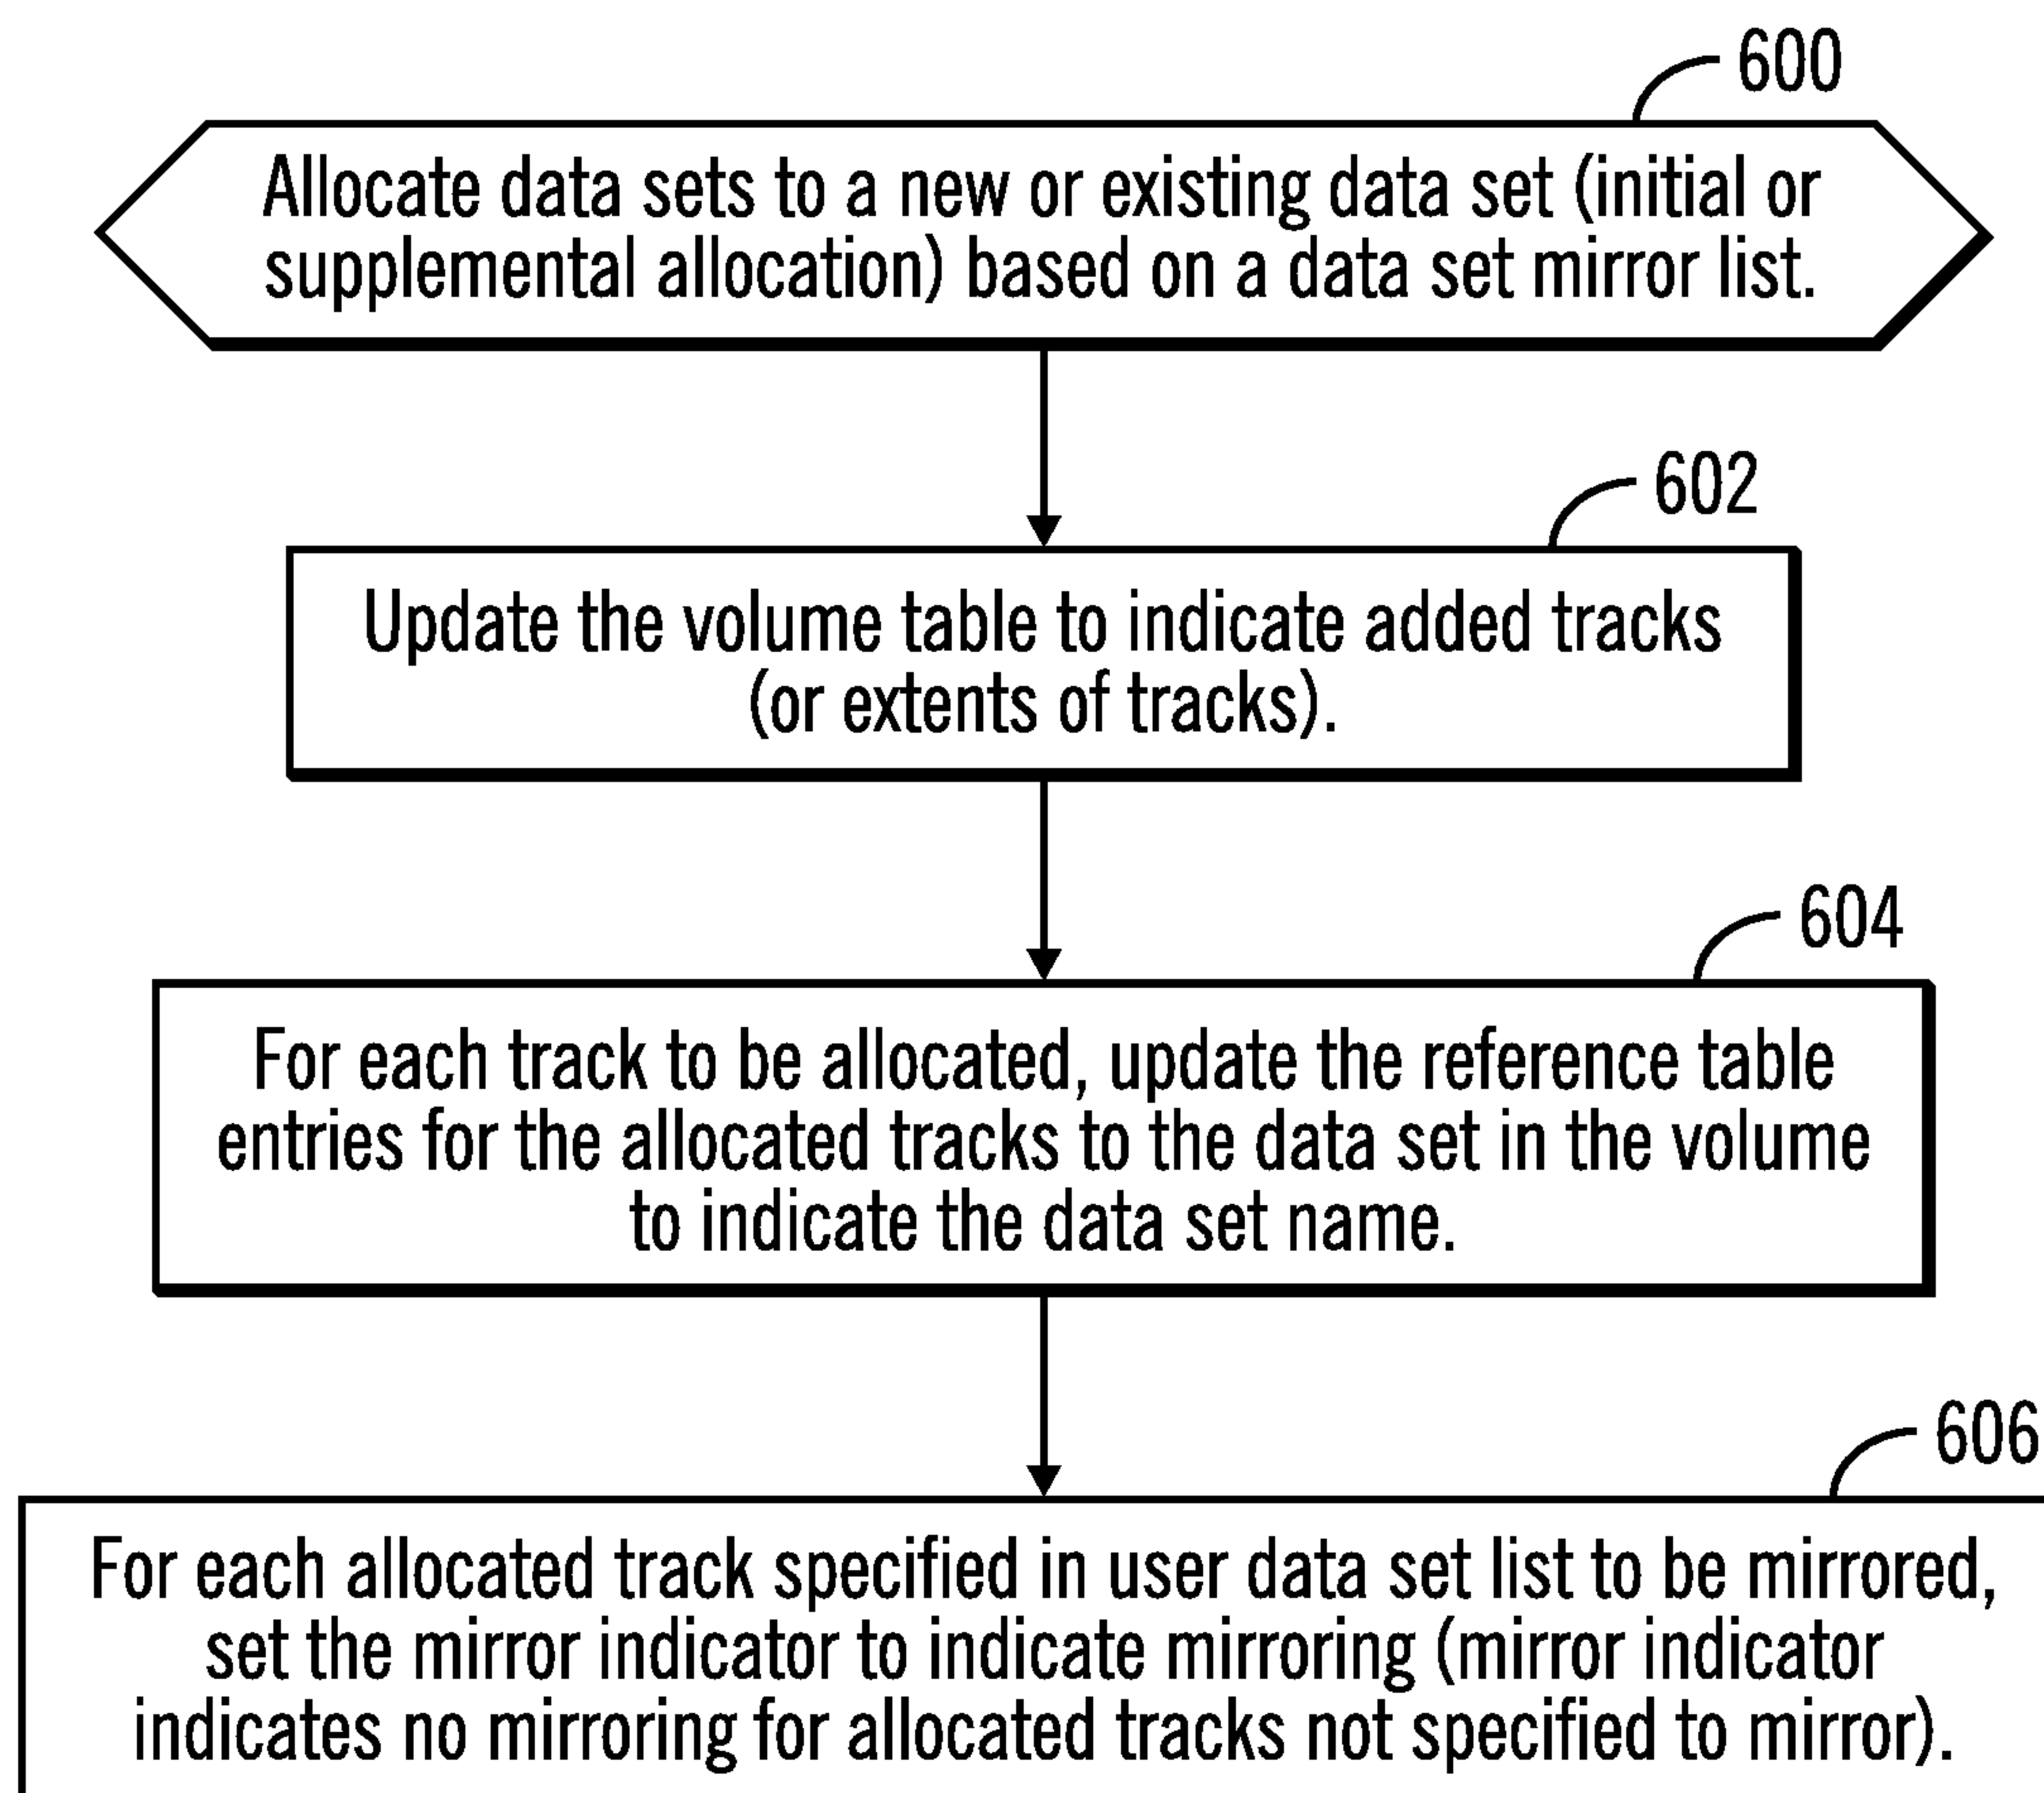 600
Allocate data sets to a new or existing data set (initial or
supplemental allocation) based on a data set mirror list.
602
Update the volume table to indicate added tracks
(or extents of tracks).
604
For each track to be allocated, update the reference table
entries for the allocated tracks to the data set in the volume
to indicate the data set name.
606
For each allocated track specified in user data set list to be mirrored,
set the mirror indicator to indicate mirroring (mirror indicator
indicates no mirroring for allocated tracks not specified to mirror).